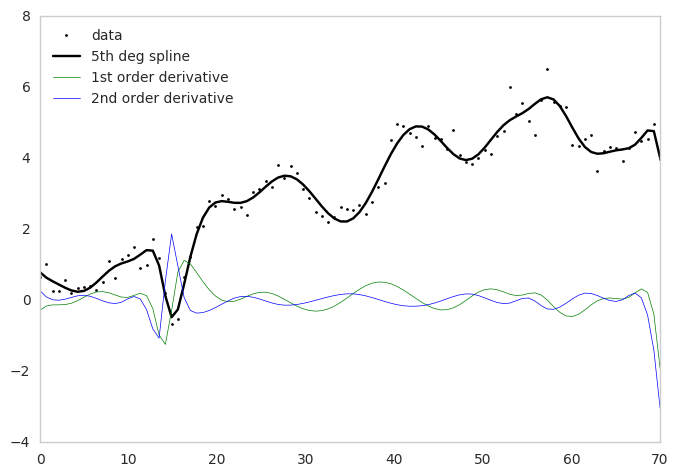 8
6
4
2
0
−2
−4
data
5th deg spline
1st order derivative
2nd order derivative
0 10 20 30 40 50 60 70